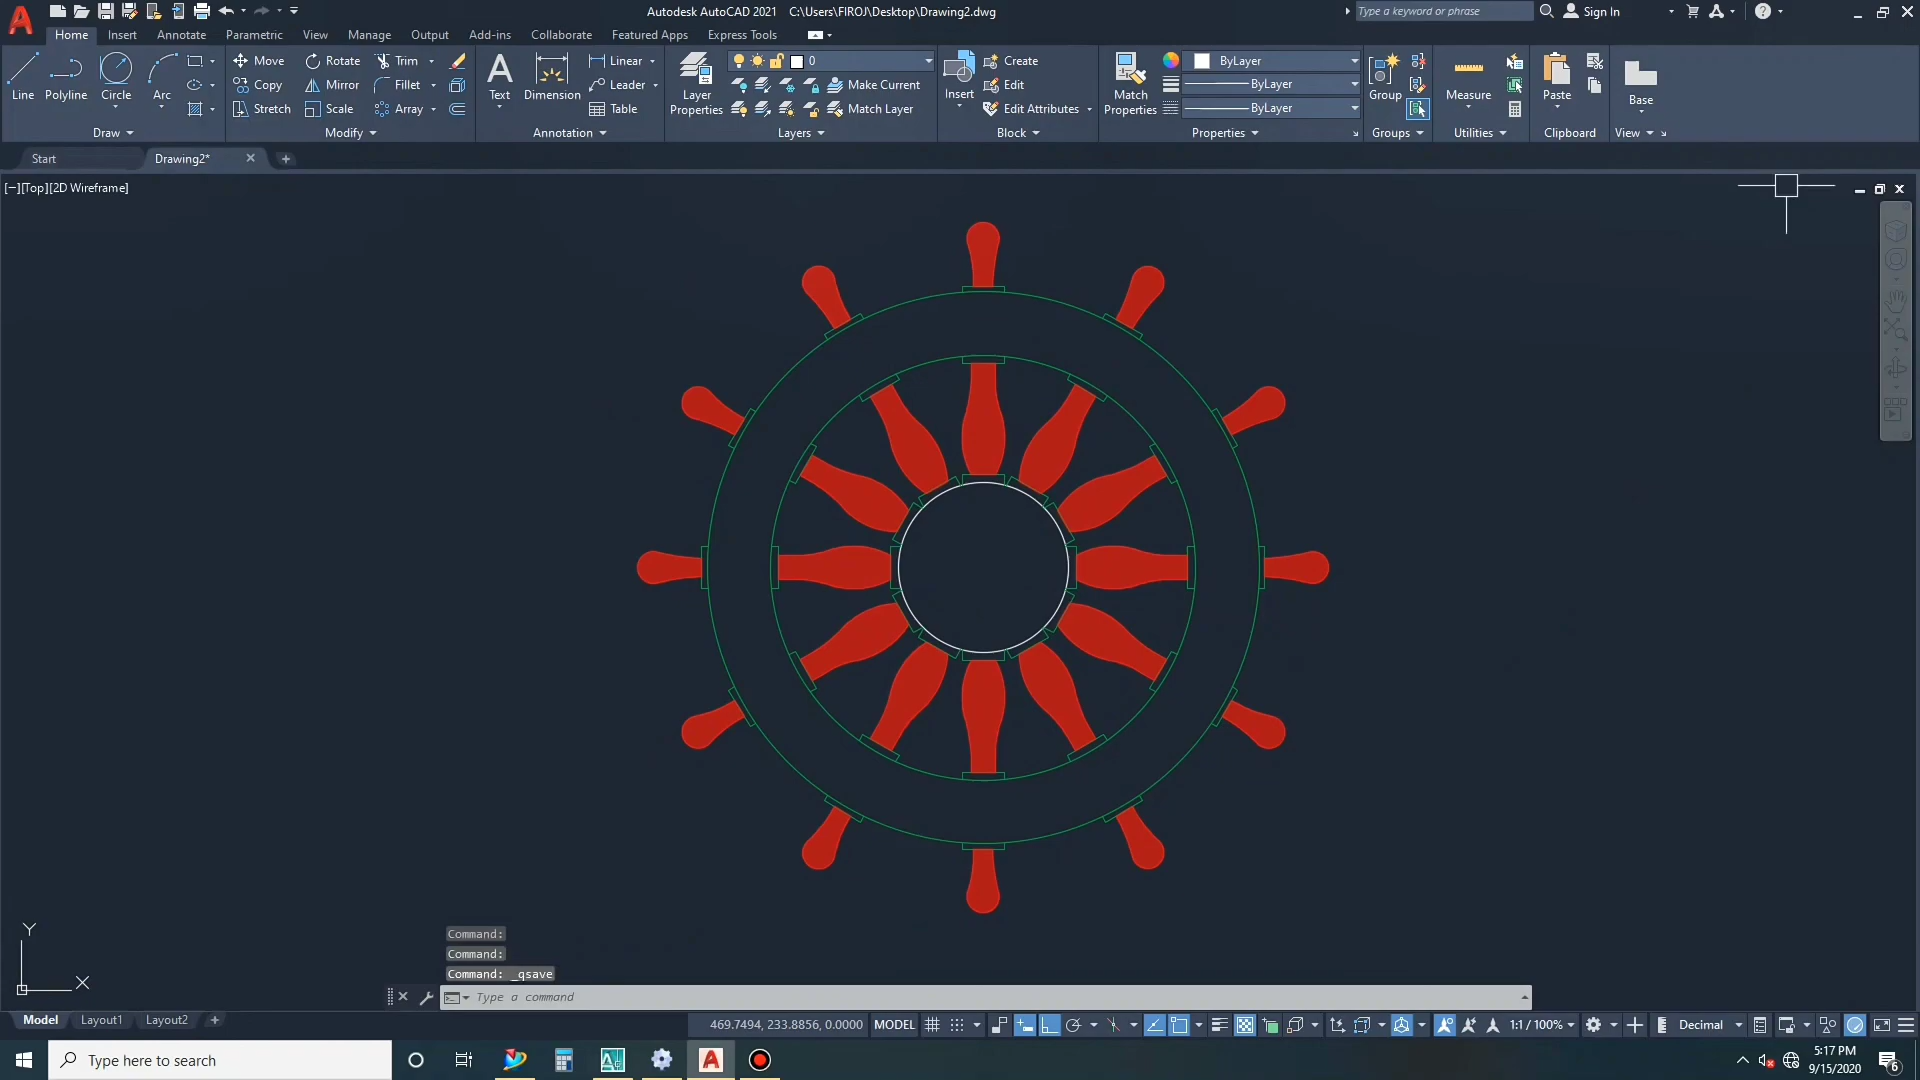 Autodesk AutoCAD 2021 C:\Users\FIROJ\Desktop\Drawing2.dwg
Type a keyword or phrase
Sign In
Home Insert Annotate Parametric View Manage Output Add-ins Collaborate Featured Apps Express Tools
Line Polyline Circle Arc
Move Rotate Trim
Copy Mirror Fillet
Stretch Scale Array
Text Dimension
Linear
Leader
Table
Layer Properties
0
Make Current
Match Layer
Insert
Create
Edit
Edit Attributes
Match Properties
ByLayer
ByLayer
ByLayer
Group
Measure
Paste
Base
Draw Modify Annotation Layers Block Properties Groups Utilities Clipboard View
Start Drawing2*
[−][Top][2D Wireframe]
Y
X
Command:
Command:
Command: _qsave
Type a command
Model Layout1 Layout2
469.7494, 233.8856, 0.0000 MODEL 1:1 / 100% Decimal
Type here to search
5:17 PM
9/15/2020
6